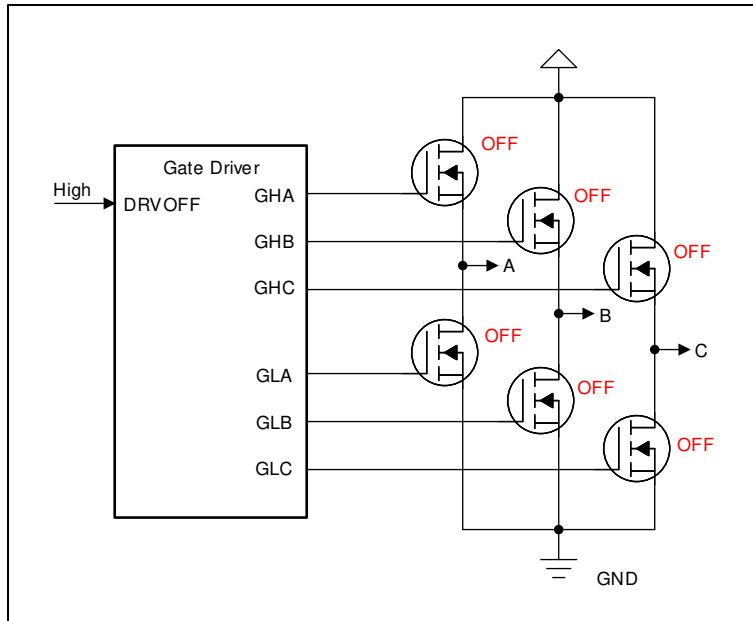 Gate Driver
High
DRVOFF
GHA
GHB
GHC
GLA
GLB
GLC
OFF
OFF
OFF
A
B
OFF
C
OFF
OFF
GND